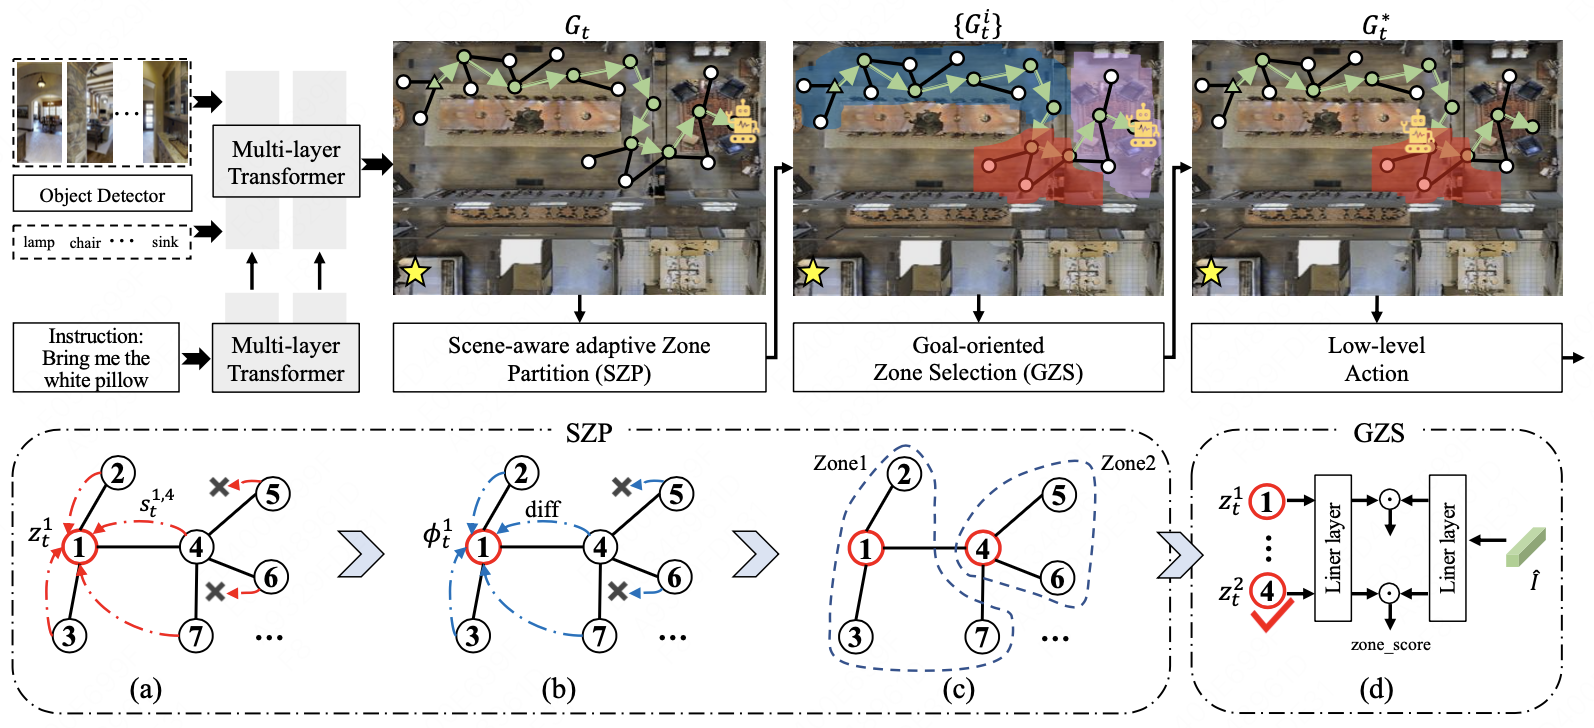 G_t
{G_t^i}
G_t^*
Object Detector
lamp chair ··· sink
Instruction:
Bring me the
white pillow
Multi-layer
Transformer
Multi-layer
Transformer
Scene-aware adaptive Zone
Partition (SZP)
Goal-oriented
Zone Selection (GZS)
Low-level
Action
SZP
z_t^1
s_t^{1,4}
1
2
3
4
5
6
7
...
(a)
ϕ_t^1
diff
1
2
3
4
5
6
7
...
(b)
Zone1
Zone2
1
2
3
4
5
6
7
...
(c)
GZS
z_t^1
1
z_t^2
4
Liner layer
Liner layer
Î
zone_score
(d)